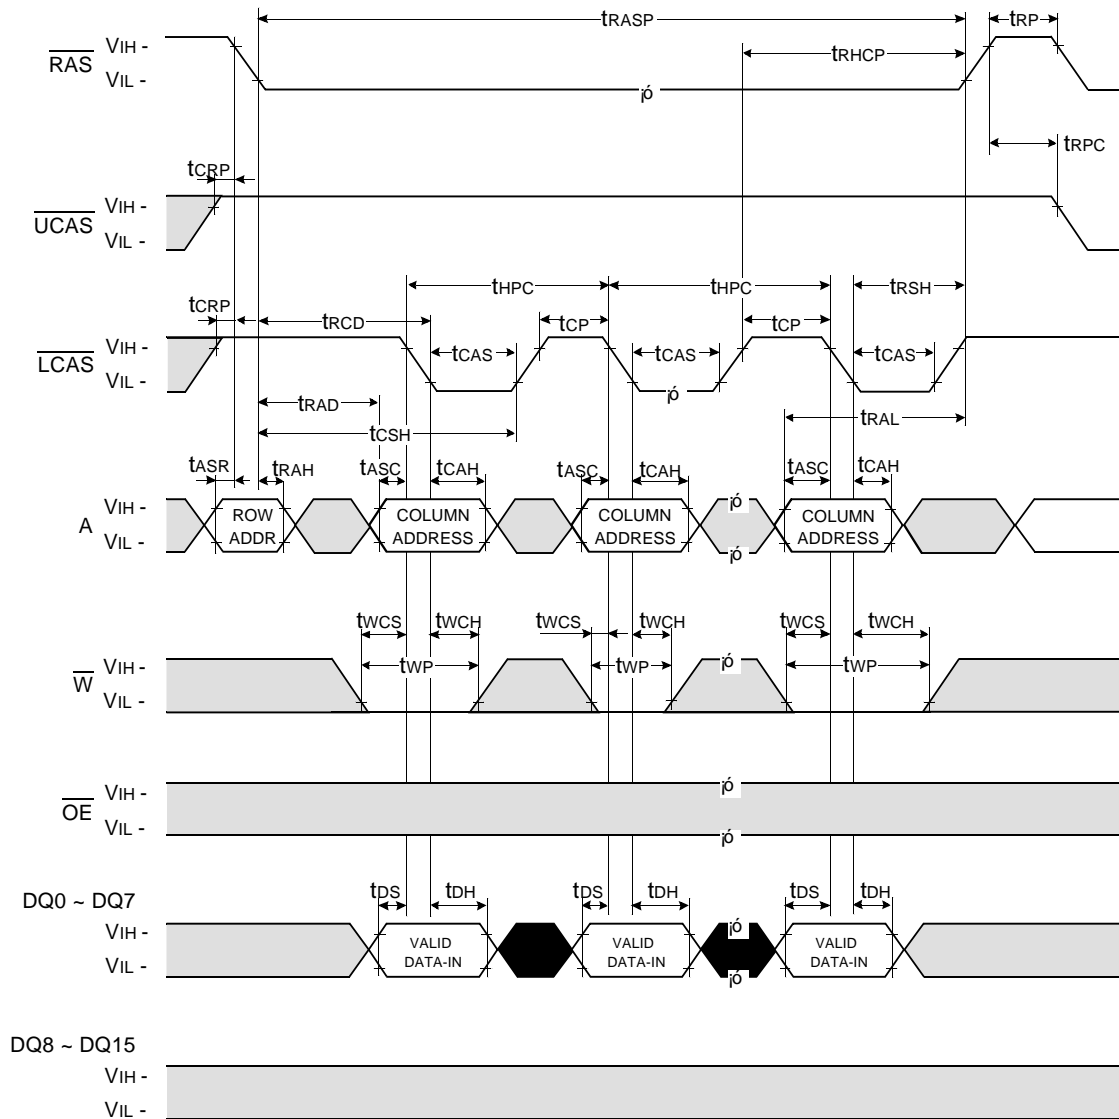 tRASP
tRP
RAS
VIH -
VIL -
tRHCP
¡ó
tRPC
tCRP
UCAS
VIH -
VIL -
tHPC
tHPC
tRSH
tCRP
tRCD
tCP
tCP
LCAS
VIH -
VIL -
tCAS
tCAS
tCAS
¡ó
tRAD
tCSH
tRAL
tASR
tRAH
tASC
tCAH
tASC
tCAH
tASC
tCAH
A
VIH -
VIL -
ROW
ADDR
COLUMN
ADDRESS
COLUMN
ADDRESS
¡ó
¡ó
COLUMN
ADDRESS
tWCS
tWCH
tWCS
tWCH
tWCS
tWCH
W
VIH -
VIL -
tWP
tWP
¡ó
tWP
OE
VIH -
VIL -
¡ó
¡ó
DQ0 ~ DQ7
tDS
tDH
tDS
tDH
tDS
tDH
VIH -
VIL -
VALID
DATA-IN
VALID
DATA-IN
¡ó
¡ó
VALID
DATA-IN
DQ8 ~ DQ15
VIH -
VIL -